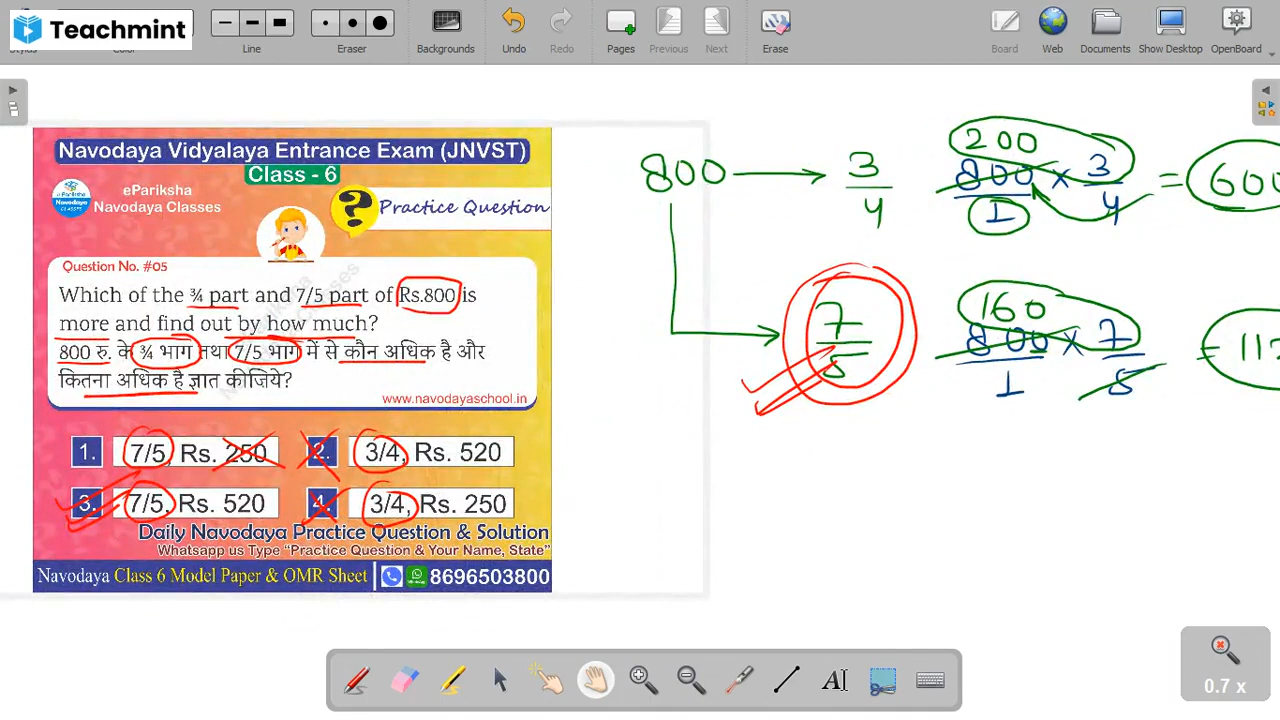 Teachmint
Line
Eraser
Backgrounds
Undo
Redo
Pages
Previous
Next
Erase
Board
Web
Documents
Show Desktop
OpenBoard
Navodaya Vidyalaya Entrance Exam (JNVST)
Class - 6
ePariksha
Navodaya Classes
Navodaya
CLASSES
?
Practice Question
Question No. #05
Which of the ¾ part and 7/5 part of Rs.800 is
more and find out by how much?
800 रु. के ¾ भाग तथा 7/5 भाग में से कौन अधिक है और
कितना अधिक है ज्ञात कीजिये?
www.navodayaschool.in
1. 7/5, Rs. 250
2. 3/4, Rs. 520
3. 7/5, Rs. 520
4. 3/4, Rs. 250
Daily Navodaya Practice Question & Solution
Whatsapp us Type "Practice Question & Your Name, State"
Navodaya Class 6 Model Paper & OMR Sheet 8696503800
800
3
4
200
800 × 3 = 600
1 4
7
5
160
800 × 7 = 112
1 5
0.7 x